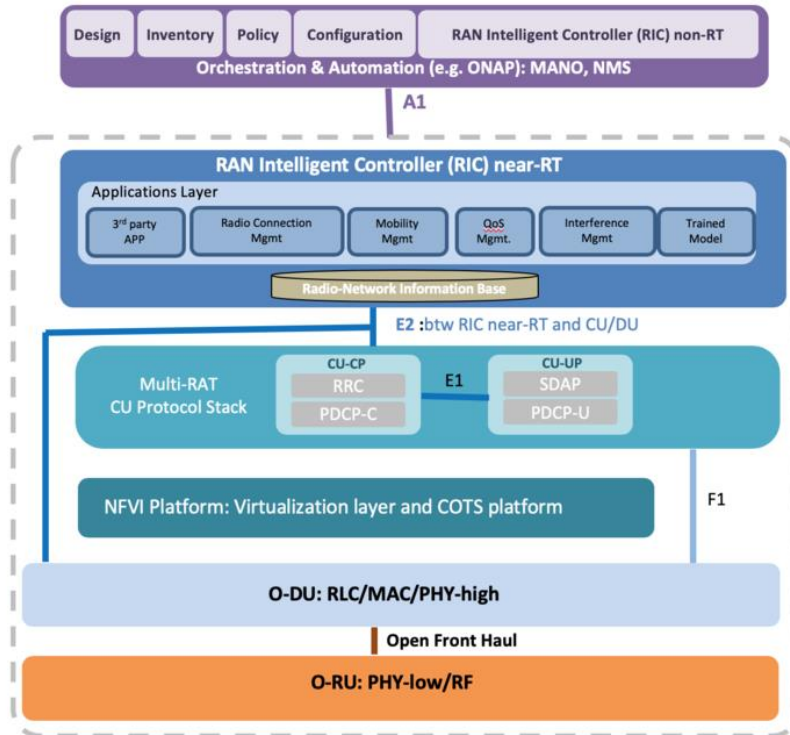 Design
Inventory
Policy
Configuration
RAN Intelligent Controller (RIC) non-RT
Orchestration & Automation (e.g. ONAP): MANO, NMS
A1
RAN Intelligent Controller (RIC) near-RT
Applications Layer
3rd party
APP
Radio Connection
Mgmt
Mobility
Mgmt
QoS
Mgmt.
Interference
Mgmt
Trained
Model
Radio-Network Information Base
E2 :btw RIC near-RT and CU/DU
Multi-RAT
CU Protocol Stack
CU-CP
RRC
PDCP-C
E1
CU-UP
SDAP
PDCP-U
NFVI Platform: Virtualization layer and COTS platform
F1
O-DU: RLC/MAC/PHY-high
Open Front Haul
O-RU: PHY-low/RF